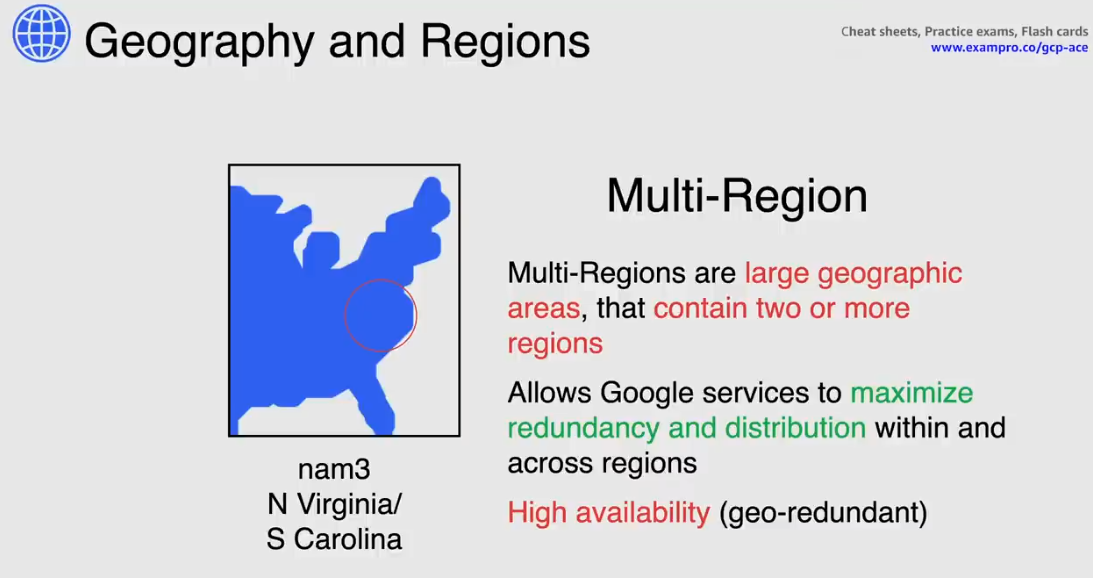 Geography and Regions
Cheat sheets, Practice exams, Flash cards
www.exampro.co/gcp-ace
Multi-Region
Multi-Regions are large geographic
areas, that contain two or more
regions
Allows Google services to maximize
redundancy and distribution within and
across regions
High availability (geo-redundant)
nam3
N Virginia/
S Carolina